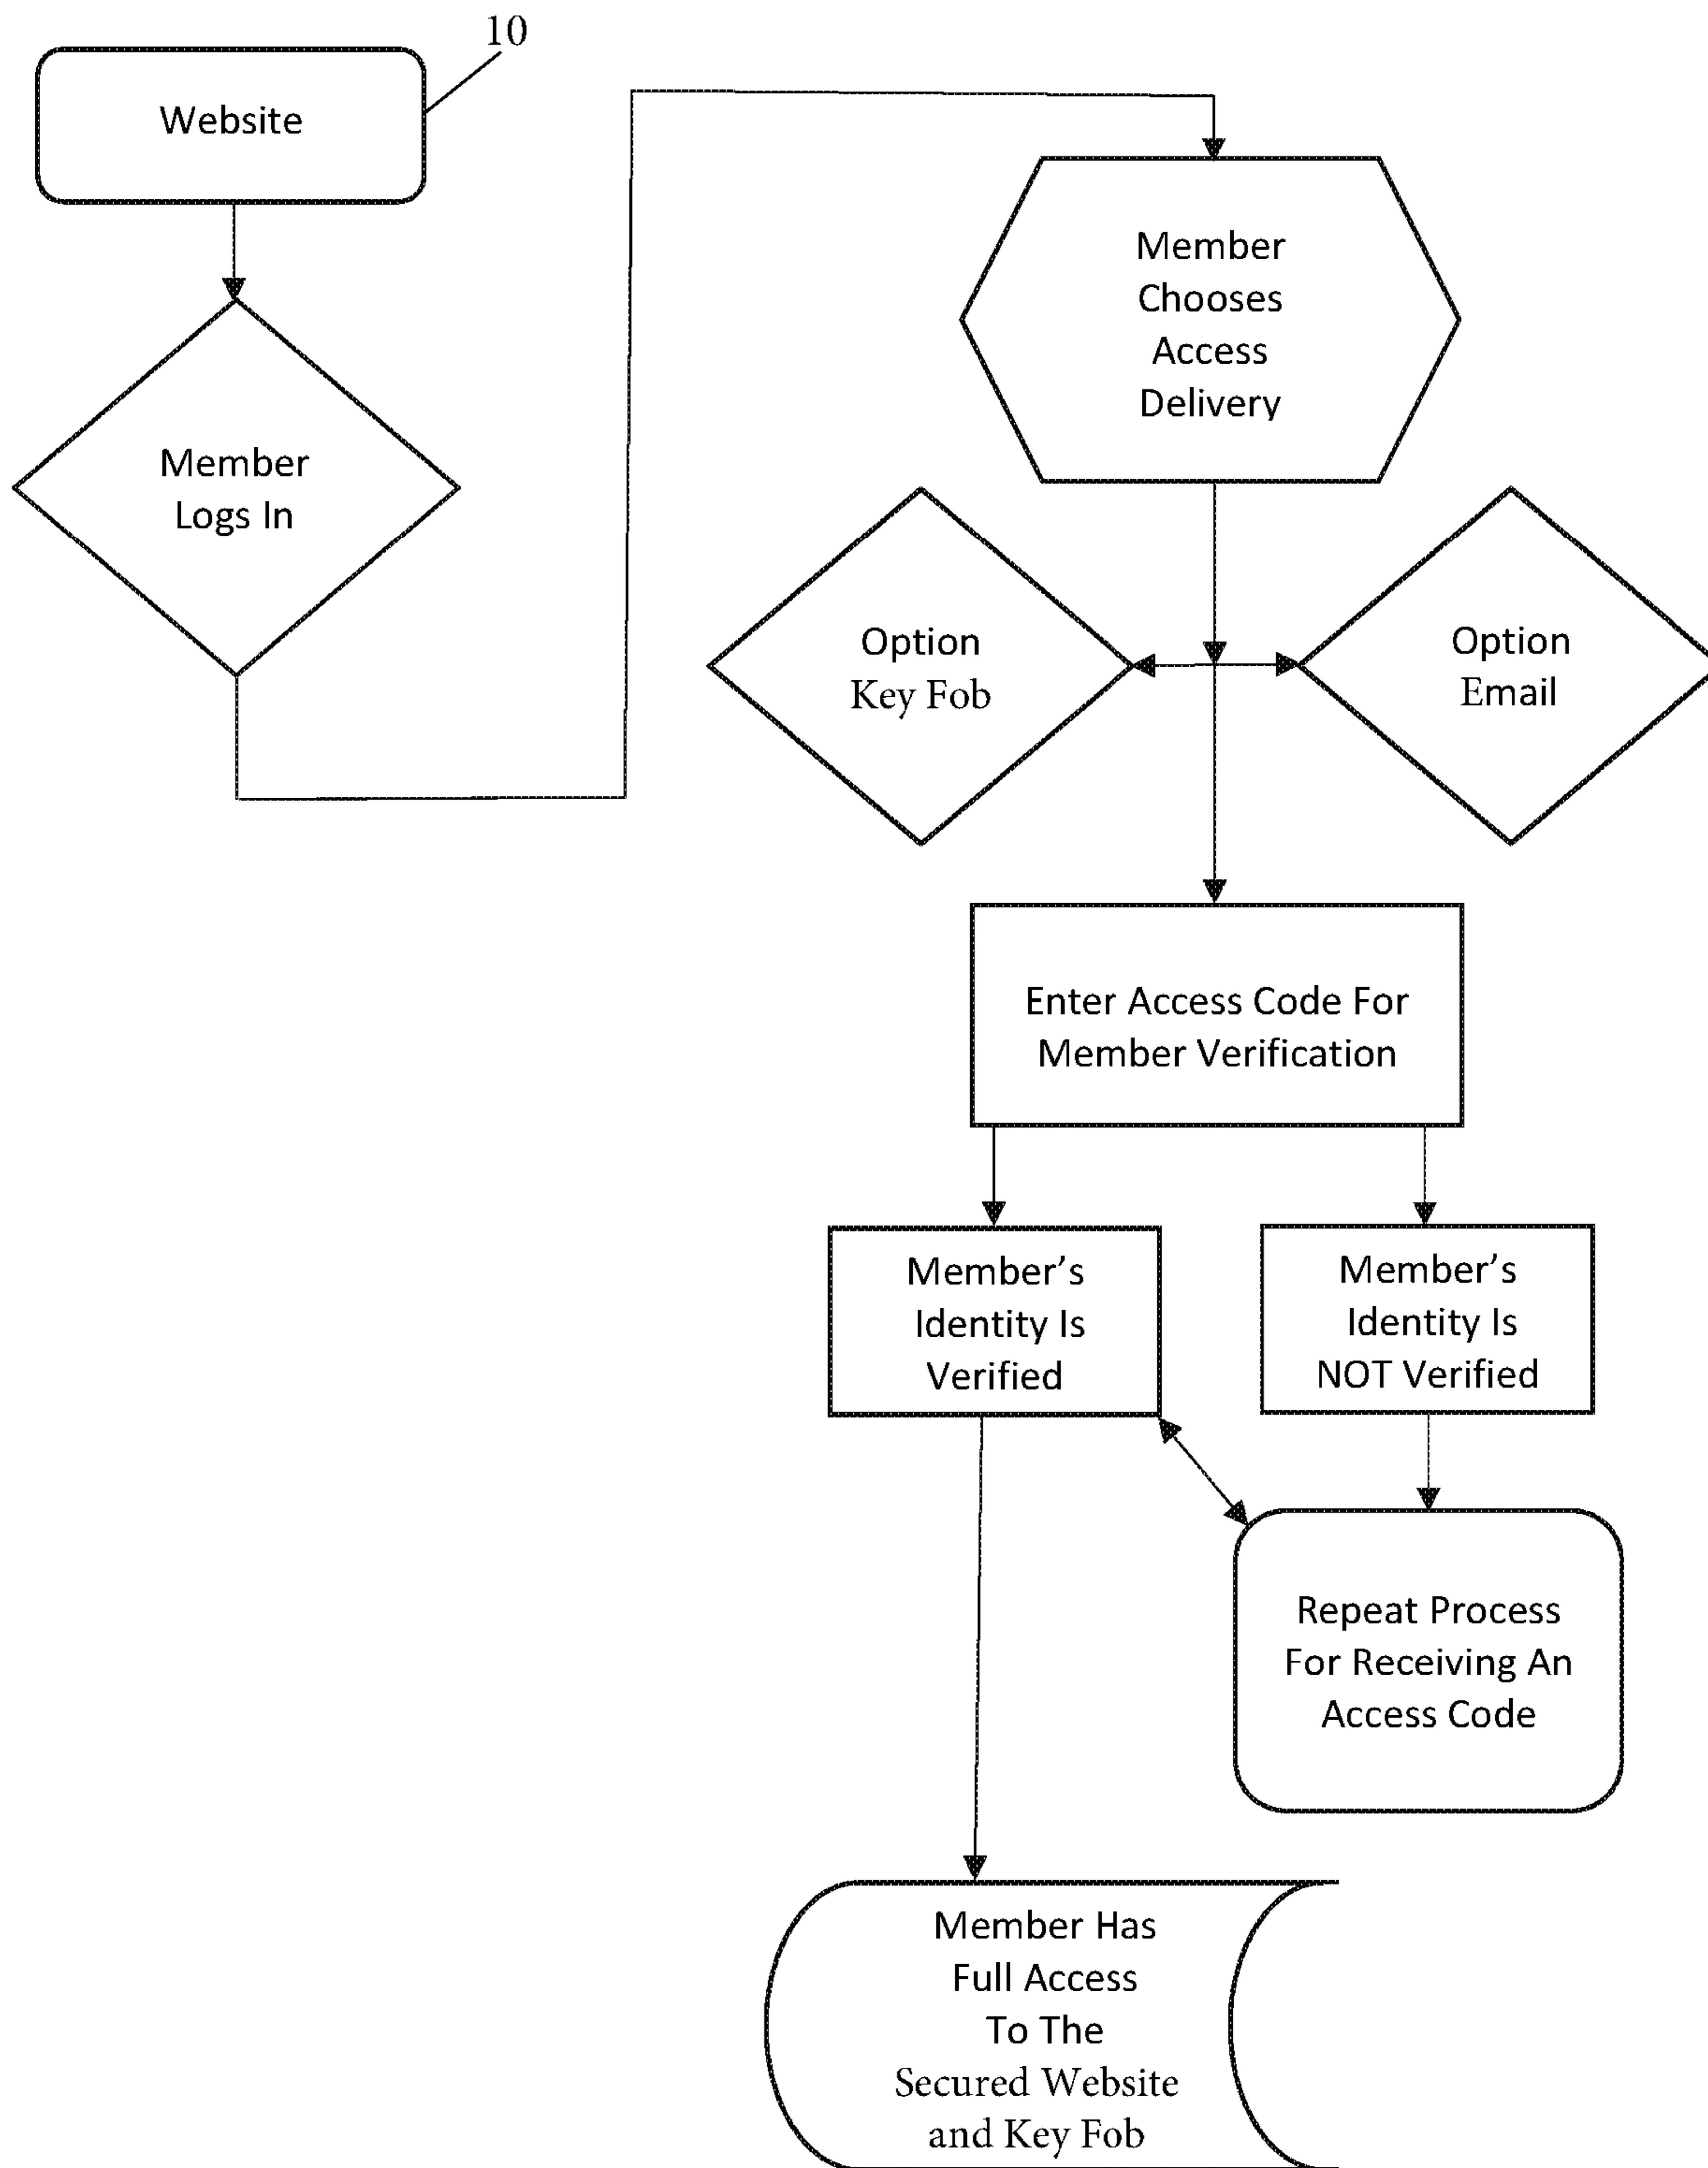 10
Website
Member
Logs In
Member
Chooses
Access
Delivery
Option
Key Fob
Option
Email
Enter Access Code For
Member Verification
Member’s
Identity Is
Verified
Member’s
Identity Is
NOT Verified
Repeat Process
For Receiving An
Access Code
Member Has
Full Access
To The
Secured Website
and Key Fob